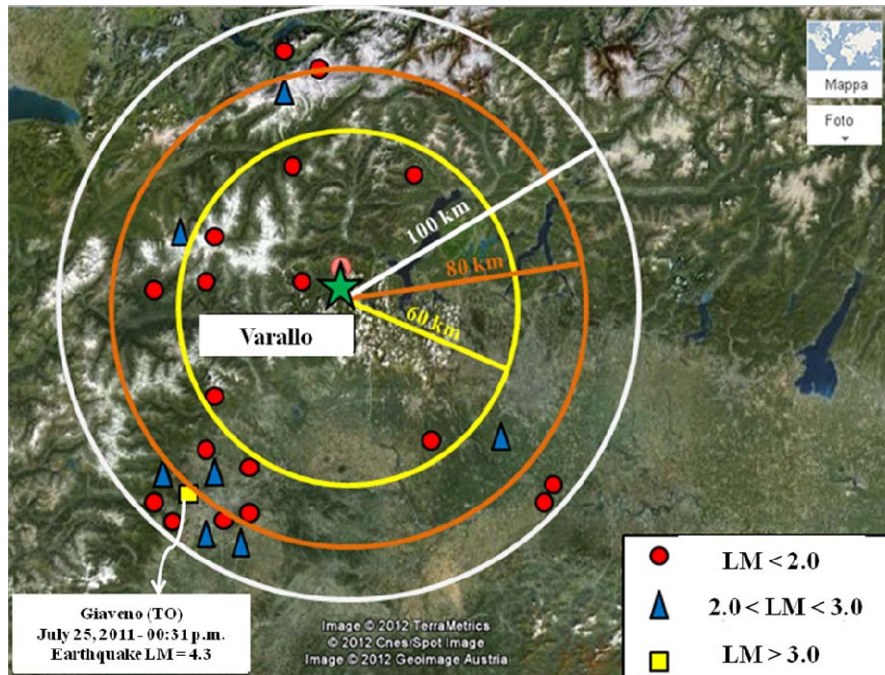 Mappa
Foto
100 km
80 km
60 km
Varallo
Giaveno (TO)
July 25, 2011- 00:31 p.m.
Earthquake LM = 4.3
Image © 2012 TerraMetrics
© 2012 Cnes/Spot Image
Image © 2012 Geoimage Austria
LM < 2.0
2.0 < LM < 3.0
LM > 3.0